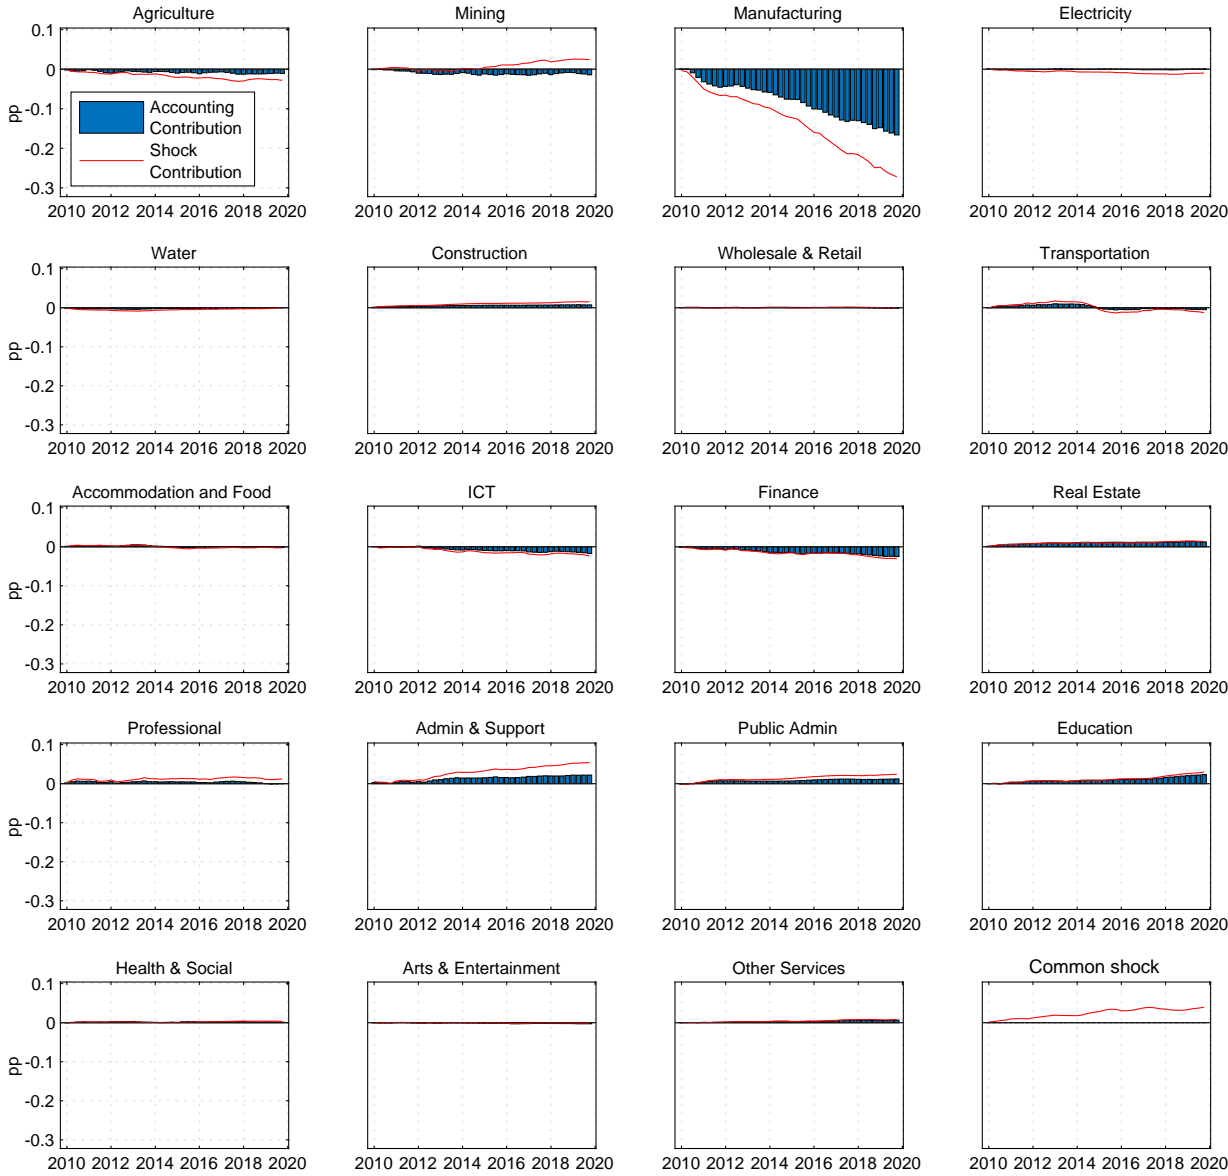 Agriculture Mining Manufacturing Electricity
0.1
0
-0.1
-0.2
-0.3
pp
Accounting
Contribution
Shock
Contribution
2010 2012 2014 2016 2018 2020 2010 2012 2014 2016 2018 2020 2010 2012 2014 2016 2018 2020 2010 2012 2014 2016 2018 2020
Water Construction Wholesale & Retail Transportation
0.1
0
-0.1
-0.2
-0.3
pp
2010 2012 2014 2016 2018 2020 2010 2012 2014 2016 2018 2020 2010 2012 2014 2016 2018 2020 2010 2012 2014 2016 2018 2020
Accommodation and Food ICT Finance Real Estate
0.1
0
-0.1
-0.2
-0.3
pp
2010 2012 2014 2016 2018 2020 2010 2012 2014 2016 2018 2020 2010 2012 2014 2016 2018 2020 2010 2012 2014 2016 2018 2020
Professional Admin & Support Public Admin Education
0.1
0
-0.1
-0.2
-0.3
pp
2010 2012 2014 2016 2018 2020 2010 2012 2014 2016 2018 2020 2010 2012 2014 2016 2018 2020 2010 2012 2014 2016 2018 2020
Health & Social Arts & Entertainment Other Services Common shock
0.1
0
-0.1
-0.2
-0.3
pp
2010 2012 2014 2016 2018 2020 2010 2012 2014 2016 2018 2020 2010 2012 2014 2016 2018 2020 2010 2012 2014 2016 2018 2020